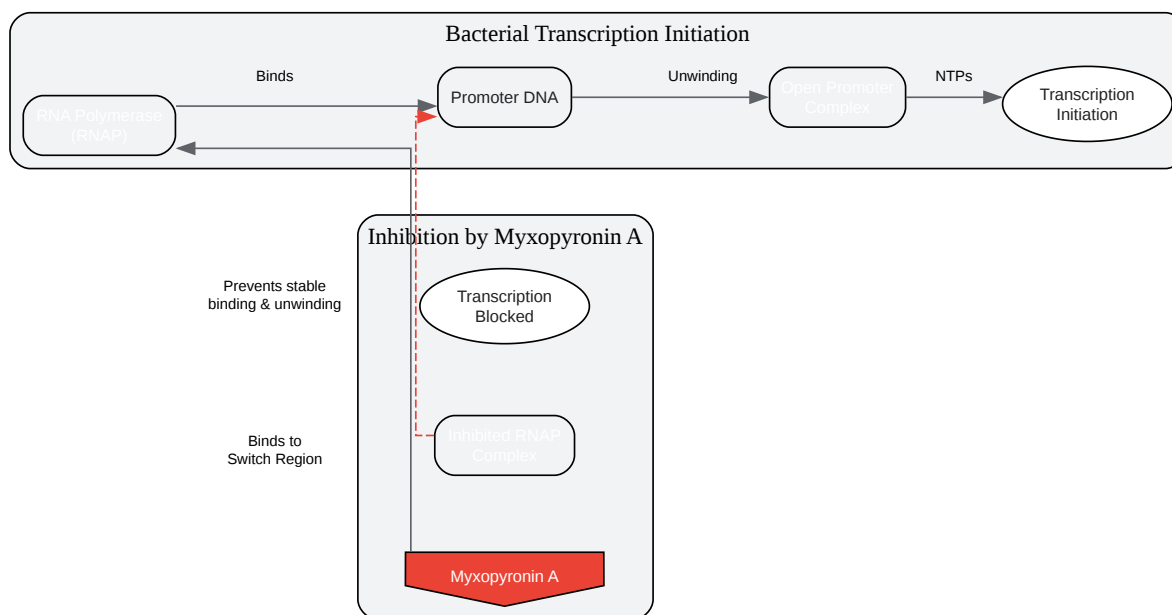 Bacterial Transcription Initiation
Binds
Unwinding
NTPs
RNA Polymerase
(RNAP)
Promoter DNA
Open Promoter
Complex
Transcription
Initiation
Inhibition by Myxopyronin A
Prevents stable
binding & unwinding
Transcription
Blocked
Binds to
Switch Region
Inhibited RNAP
Complex
Myxopyronin A